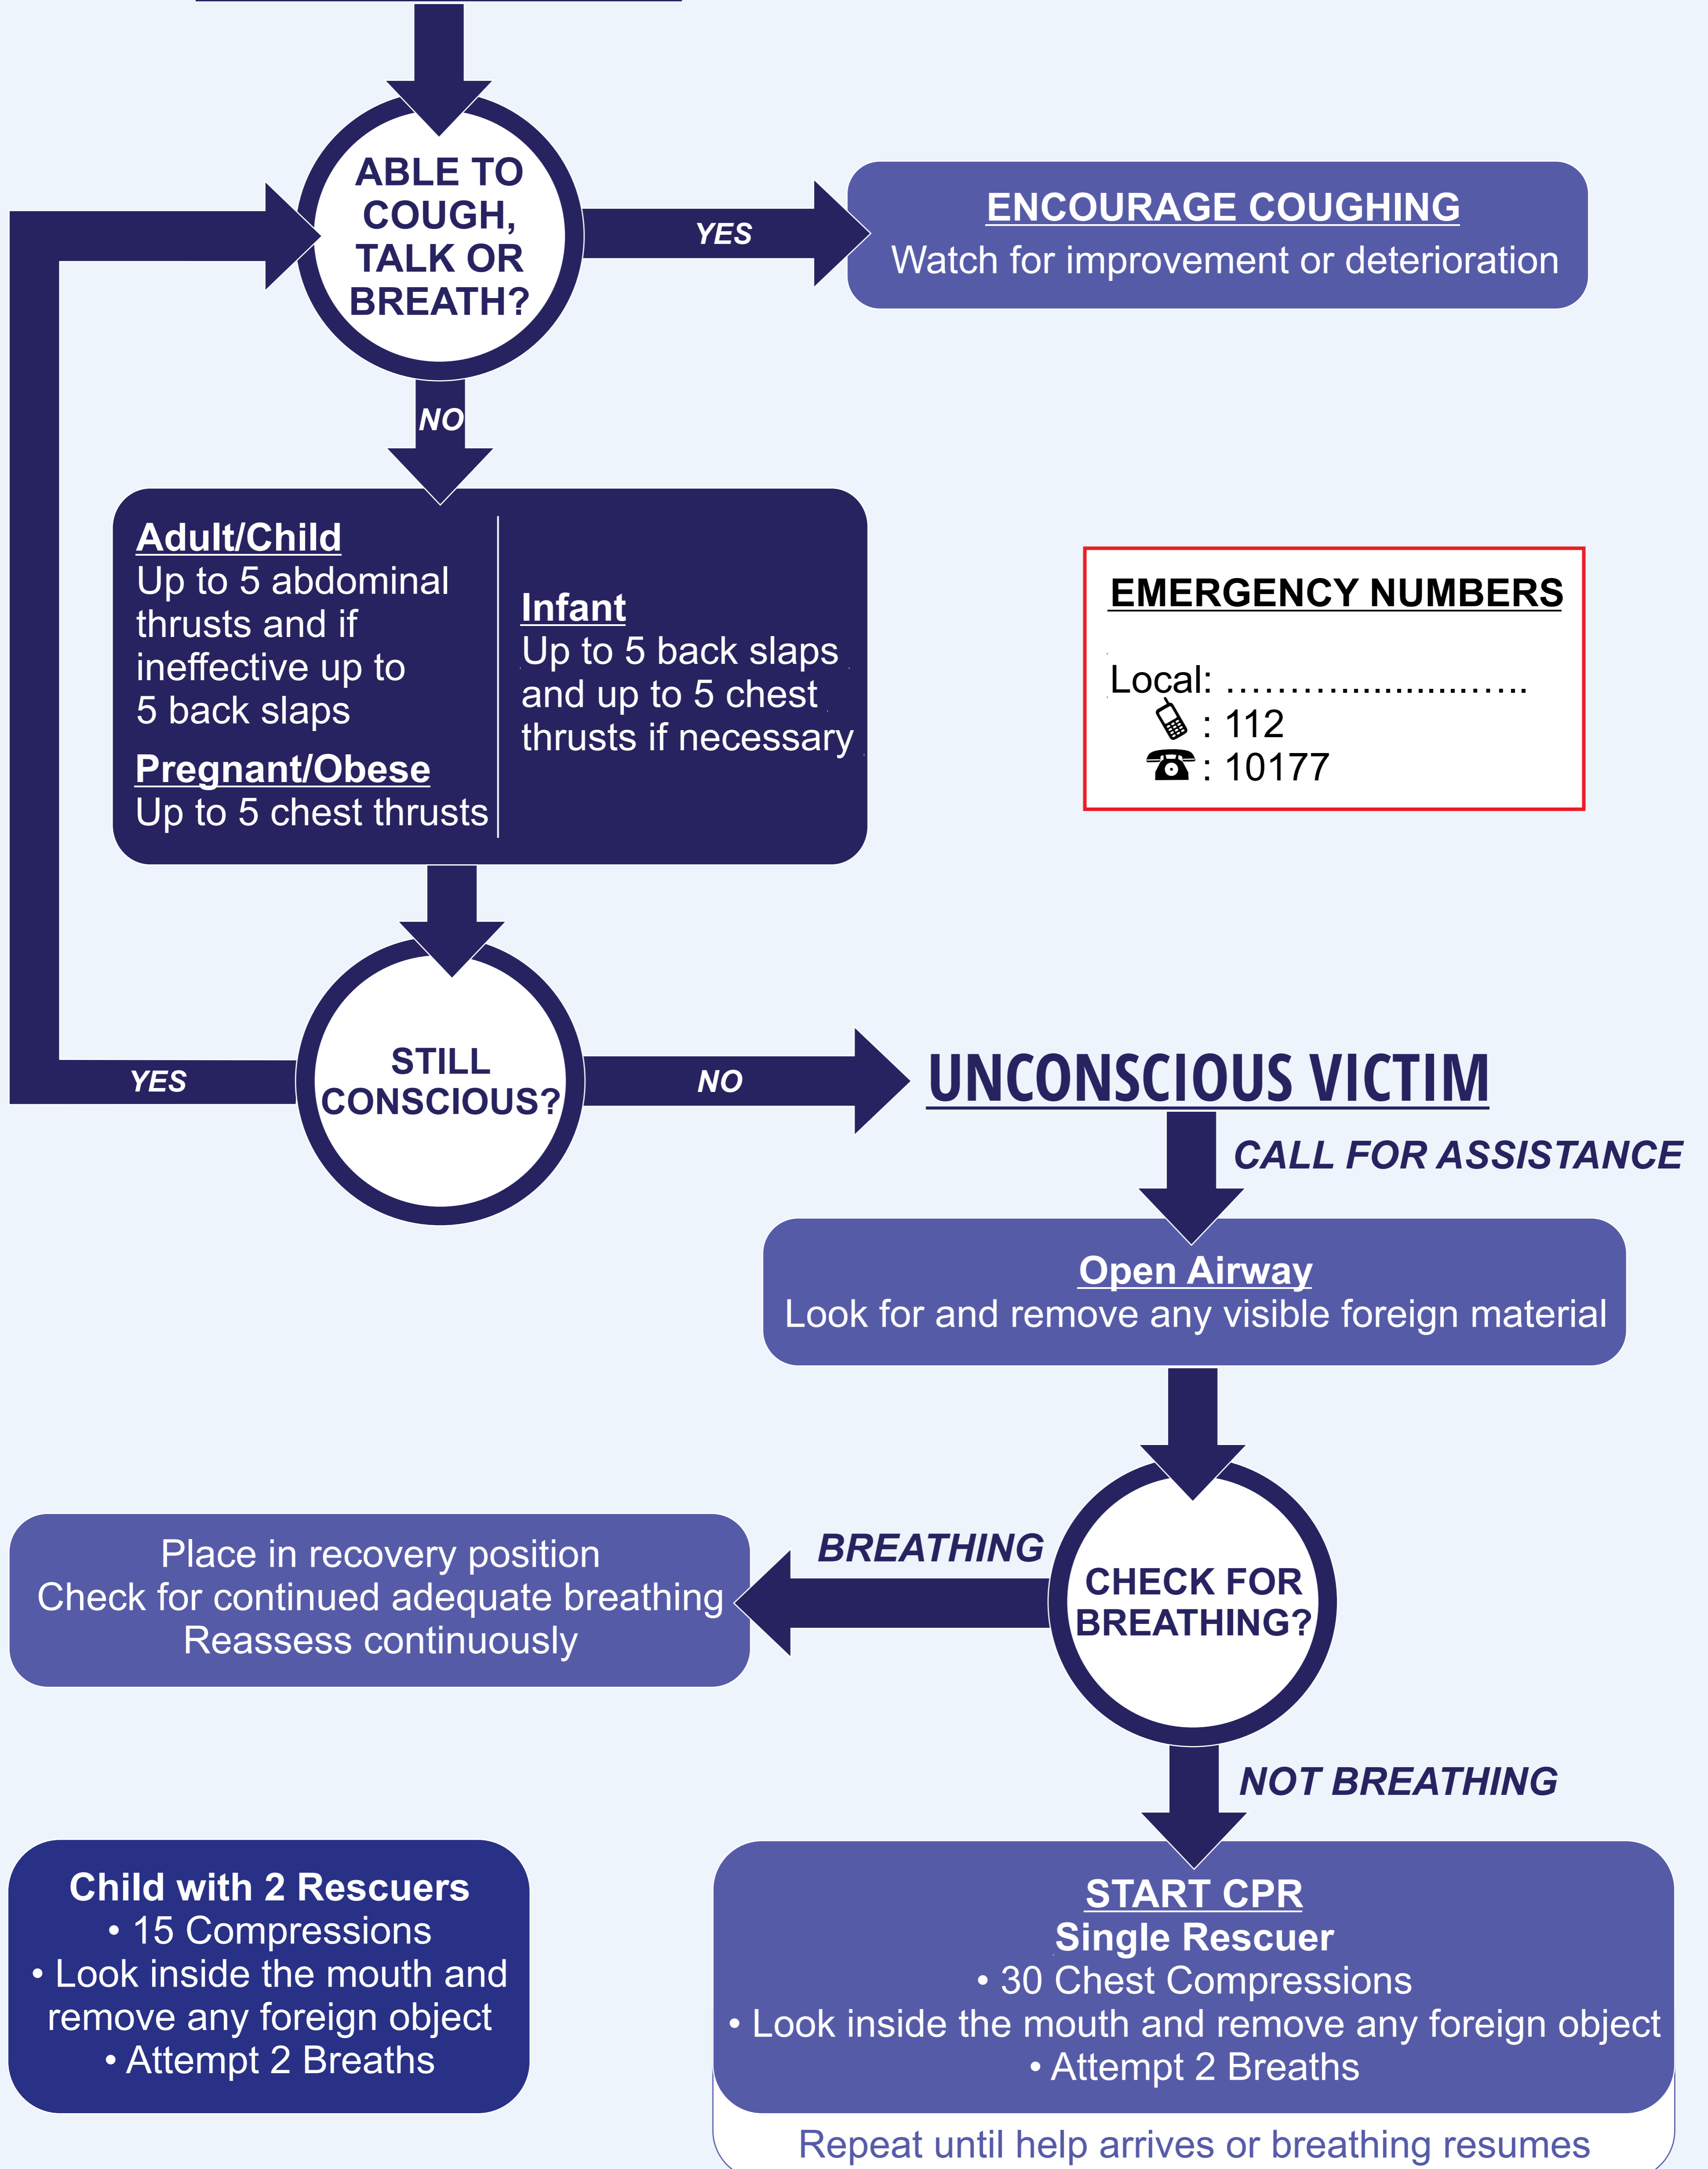 ABLE TO
COUGH,
TALK OR
BREATH?
YES
ENCOURAGE COUGHING
Watch for improvement or deterioration
NO
Adult/Child
Up to 5 abdominal
thrusts and if
ineffective up to
5 back slaps
Pregnant/Obese
Up to 5 chest thrusts
Infant
Up to 5 back slaps
and up to 5 chest
thrusts if necessary
EMERGENCY NUMBERS
Local: ………...............…..
: 112
: 10177
STILL
CONSCIOUS?
YES
NO
UNCONSCIOUS VICTIM
CALL FOR ASSISTANCE
Open Airway
Look for and remove any visible foreign material
CHECK FOR
BREATHING?
BREATHING
Place in recovery position
Check for continued adequate breathing
Reassess continuously
NOT BREATHING
Child with 2 Rescuers
• 15 Compressions
• Look inside the mouth and
remove any foreign object
• Attempt 2 Breaths
START CPR
Single Rescuer
• 30 Chest Compressions
• Look inside the mouth and remove any foreign object
• Attempt 2 Breaths
Repeat until help arrives or breathing resumes